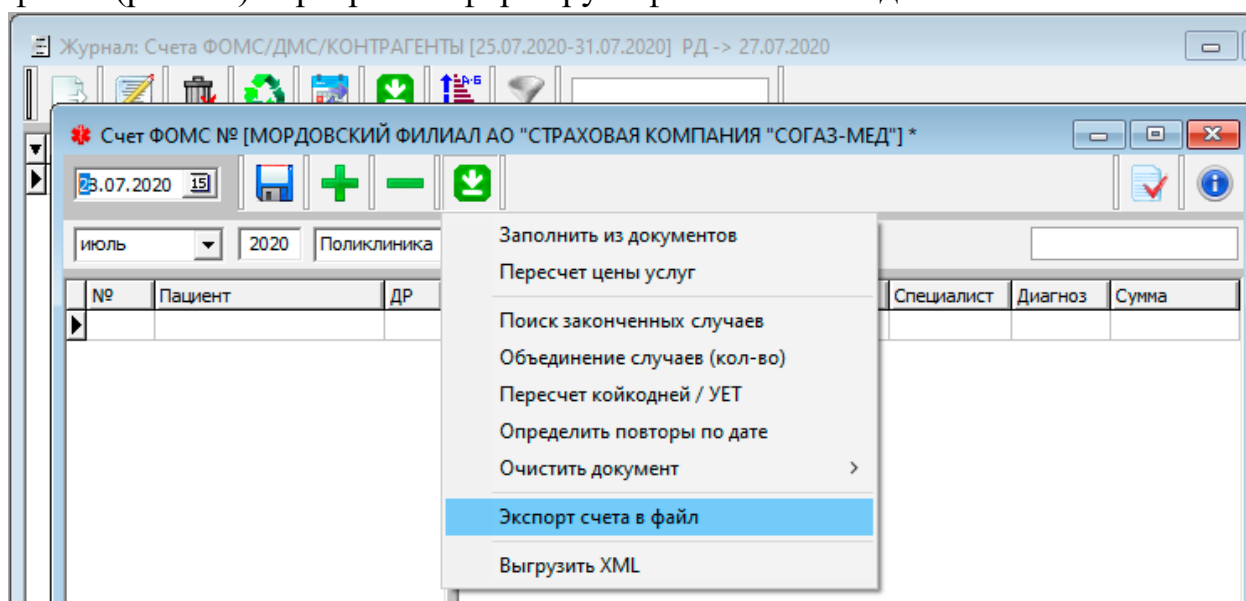 Журнал: Счета ФОМС/ДМС/КОНТРАГЕНТЫ [25.07.2020-31.07.2020] РД -> 27.07.2020
А-Б
Счет ФОМС № [МОРДОВСКИЙ ФИЛИАЛ АО "СТРАХОВАЯ КОМПАНИЯ "СОГАЗ-МЕД"] *
28.07.2020 15
июль 2020 Поликлиника
№ Пациент ДР Специалист Диагноз Сумма
Заполнить из документов
Пересчет цены услуг
Поиск законченных случаев
Объединение случаев (кол-во)
Пересчет койкодней / УЕТ
Определить повторы по дате
Очистить документ
Экспорт счета в файл
Выгрузить XML